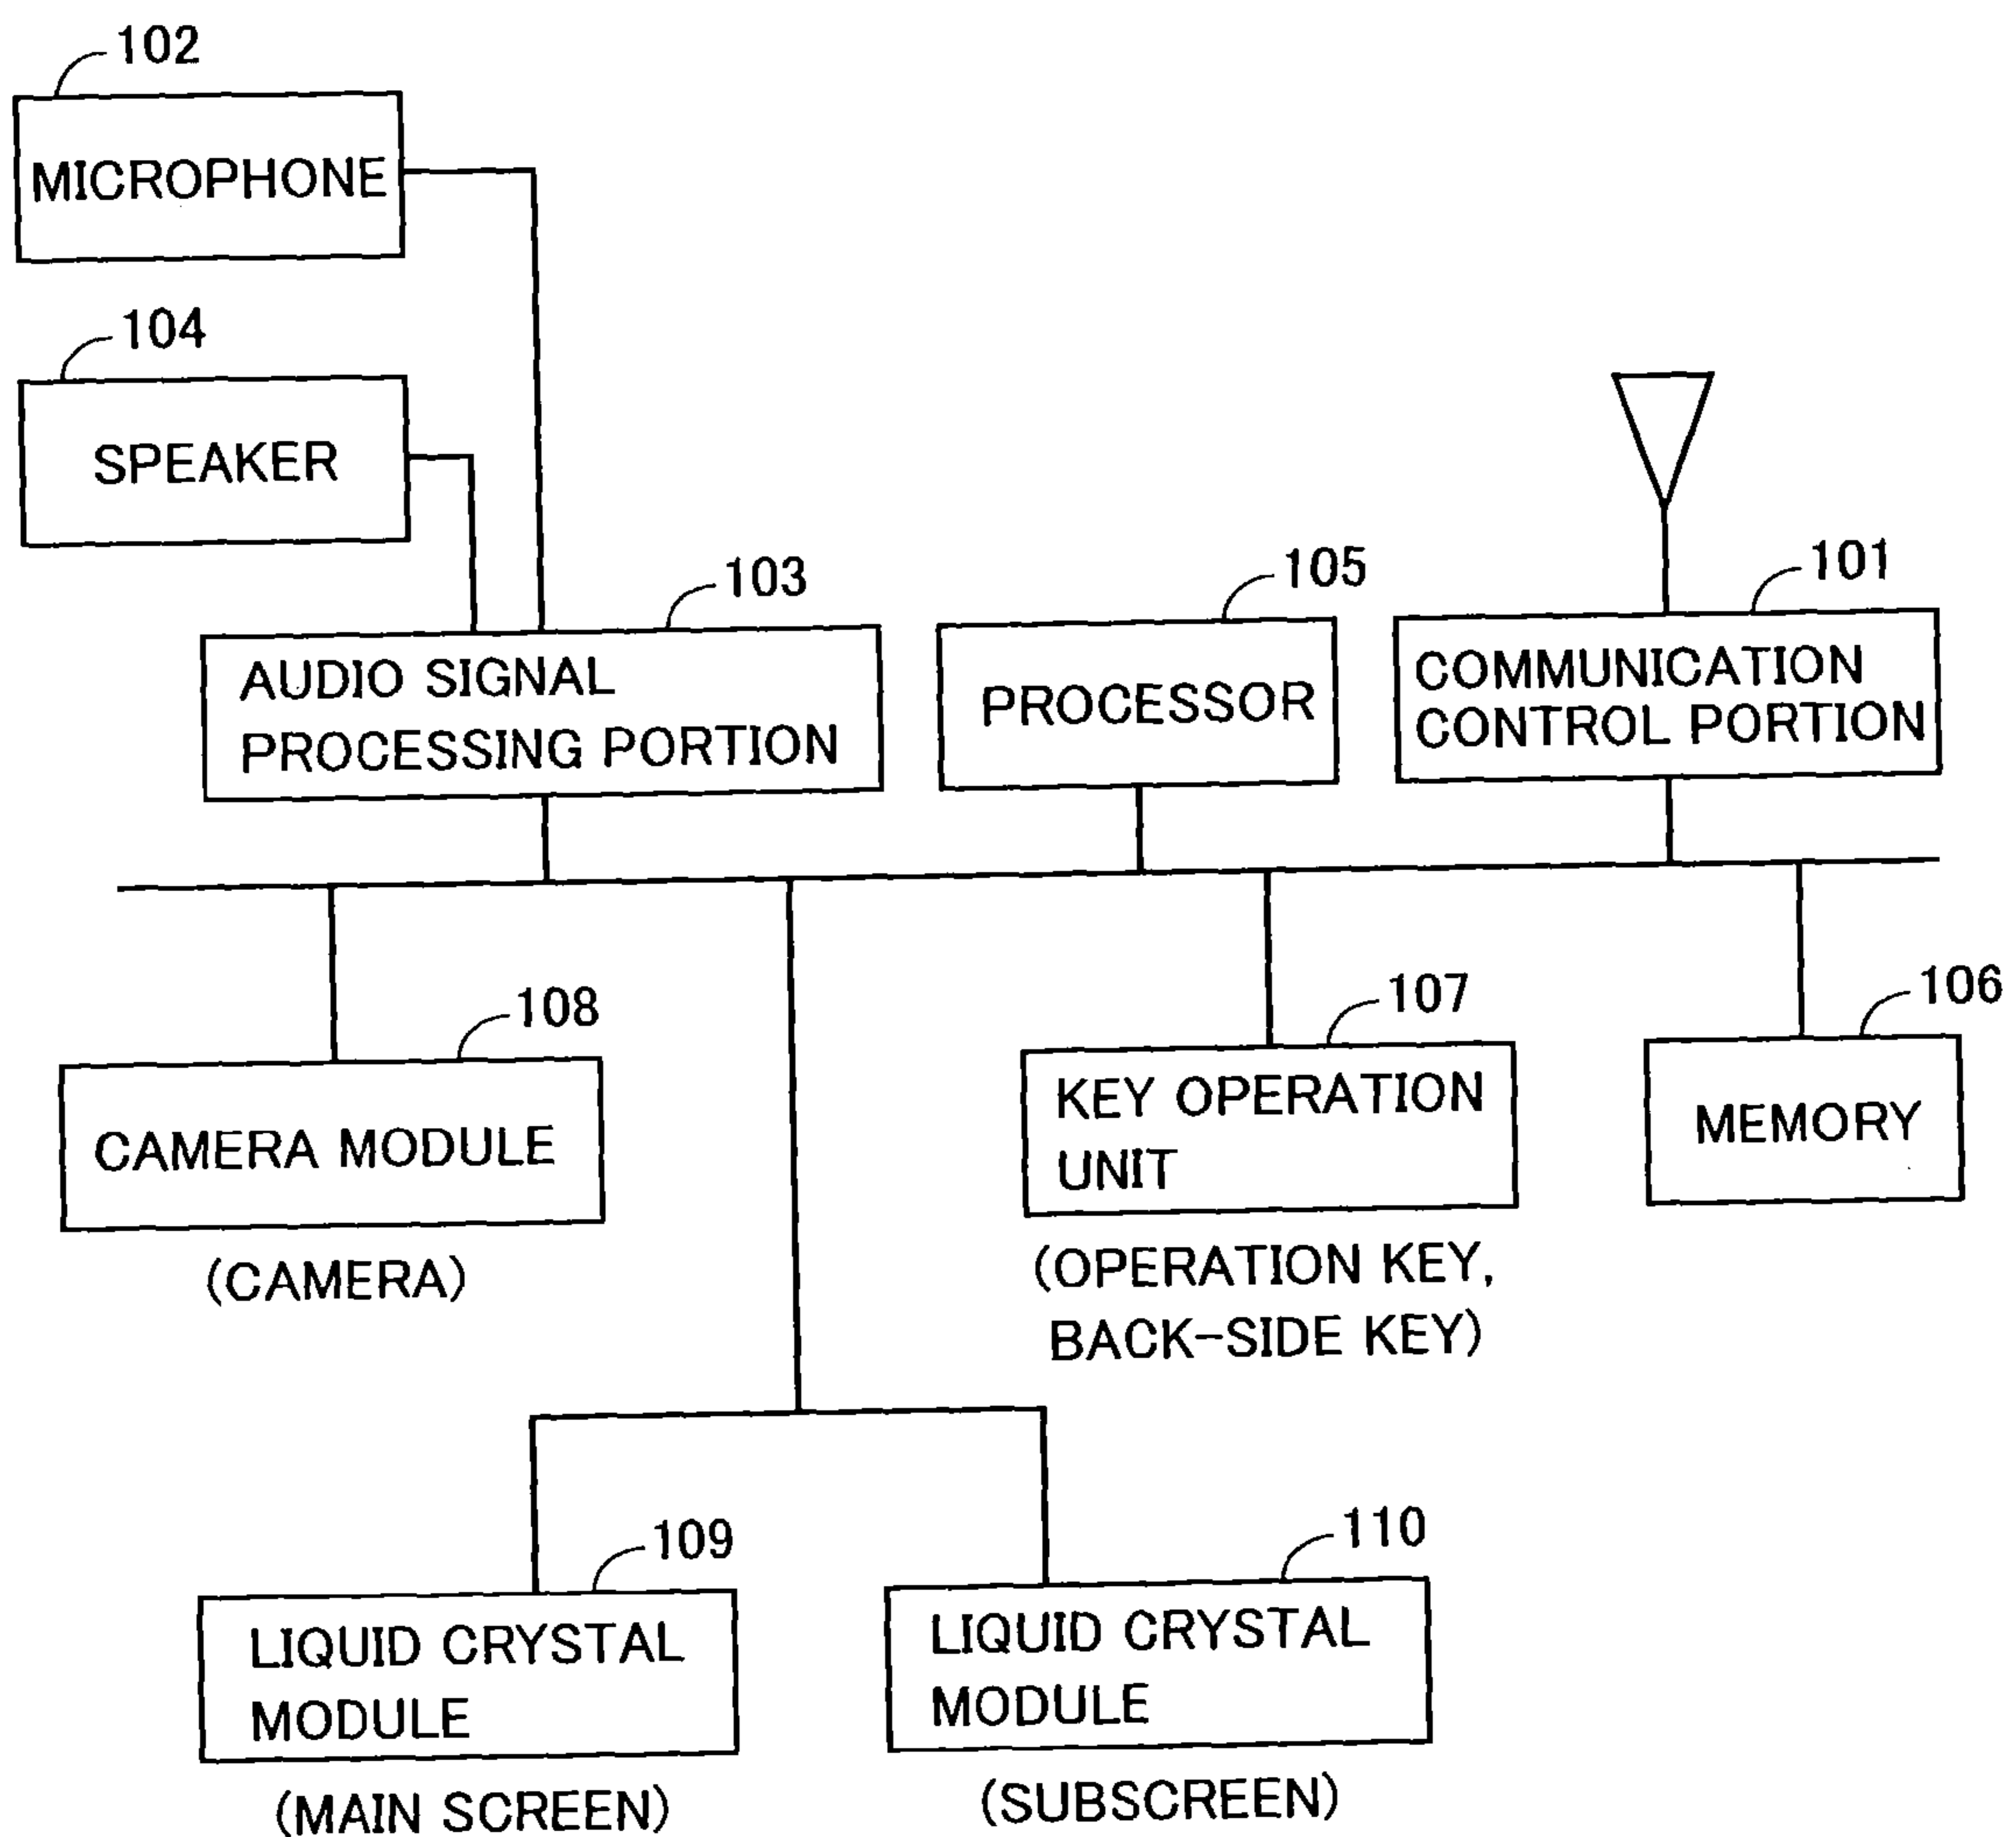 102
MICROPHONE
104
SPEAKER
103
AUDIO SIGNAL
PROCESSING PORTION
105
PROCESSOR
101
COMMUNICATION
CONTROL PORTION
108
CAMERA MODULE
(CAMERA)
107
KEY OPERATION
UNIT
(OPERATION KEY,
BACK-SIDE KEY)
106
MEMORY
109
LIQUID CRYSTAL
MODULE
(MAIN SCREEN)
110
LIQUID CRYSTAL
MODULE
(SUBSCREEN)